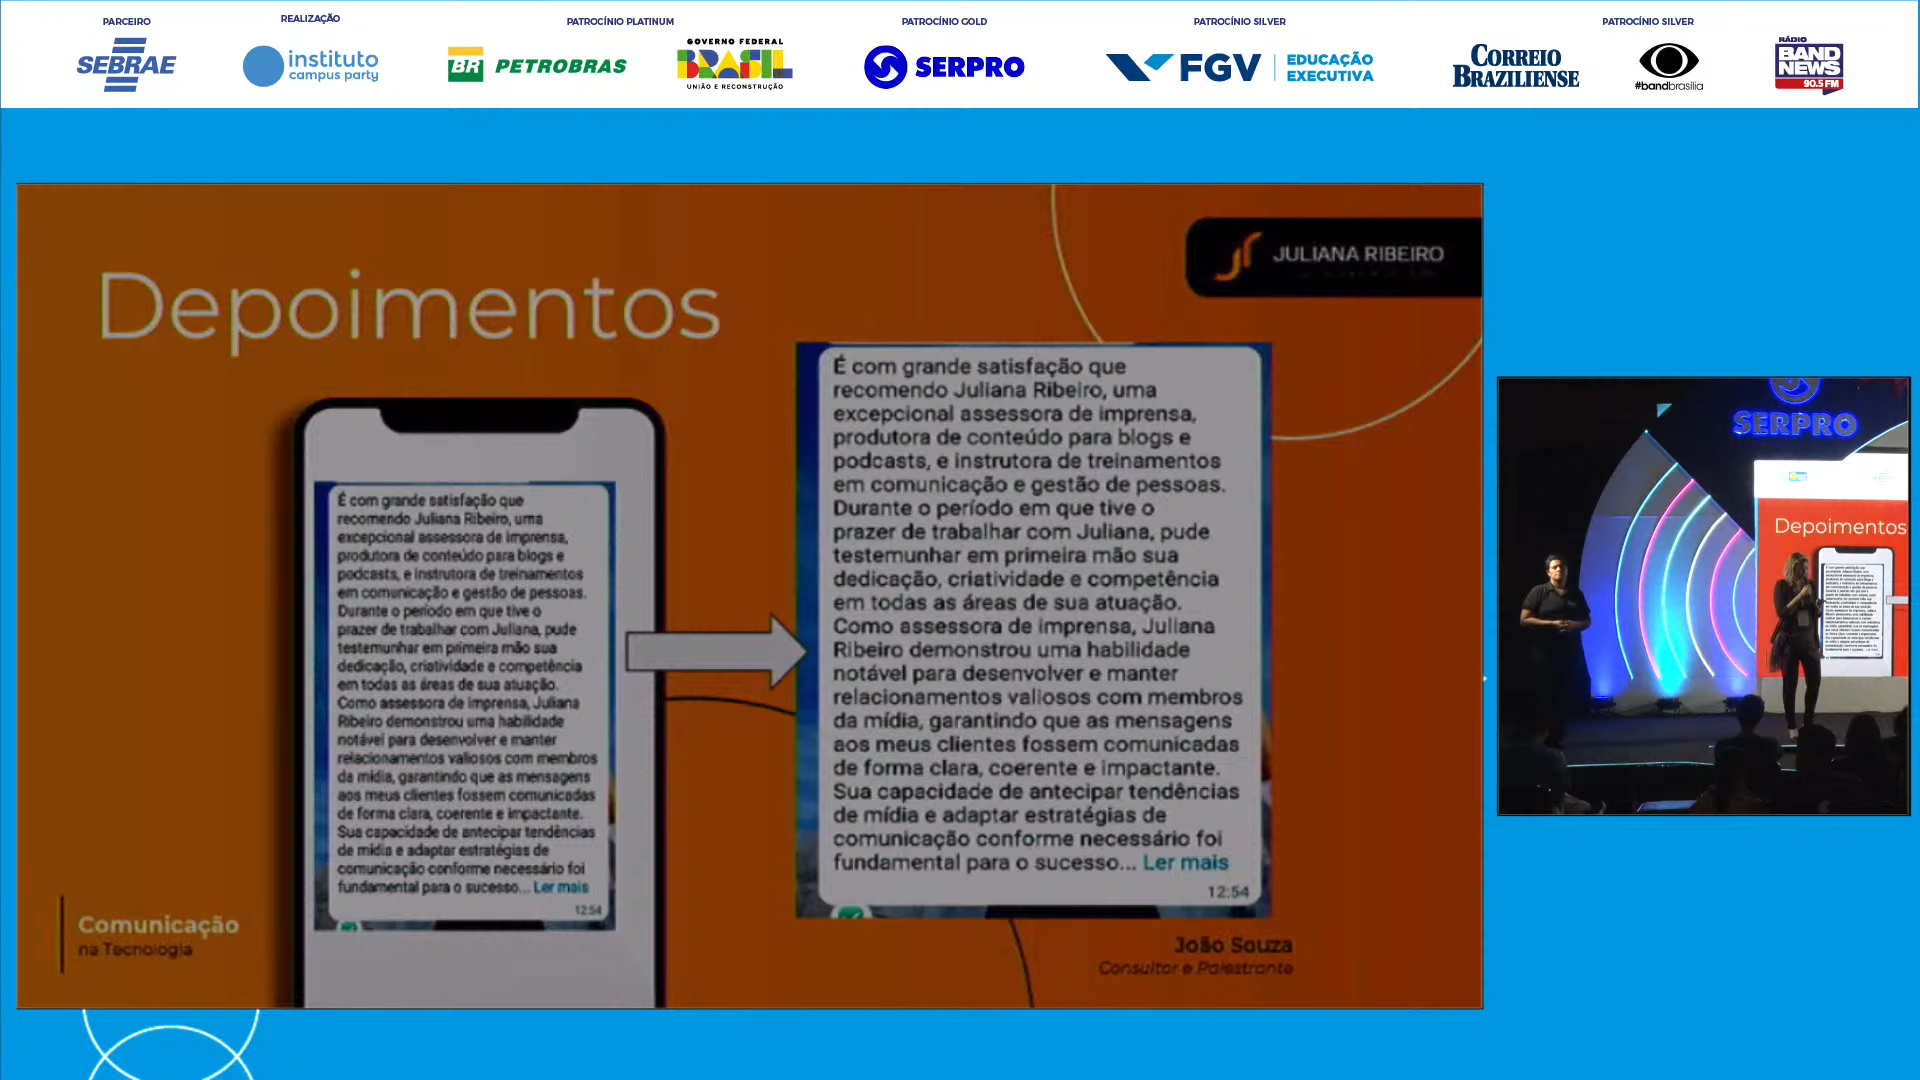 PARCEIRO
REALIZAÇÃO
PATROCÍNIO PLATINUM
PATROCÍNIO GOLD
PATROCÍNIO SILVER
PATROCÍNIO SILVER
SEBRAE
instituto
campus party
BR PETROBRAS
GOVERNO FEDERAL
BRASIL
UNIÃO E RECONSTRUÇÃO
SERPRO
FGV
EDUCAÇÃO
EXECUTIVA
CORREIO
BRAZILIENSE
#bandbrasília
RÁDIO
BAND
NEWS
90.5 FM
JULIANA RIBEIRO
Depoimentos
É com grande satisfação que
recomendo Juliana Ribeiro, uma
excepcional assessora de imprensa,
produtora de conteúdo para blogs e
podcasts, e instrutora de treinamentos
em comunicação e gestão de pessoas.
Durante o período em que tive o
prazer de trabalhar com Juliana, pude
testemunhar em primeira mão sua
dedicação, criatividade e competência
em todas as áreas de sua atuação.
Como assessora de imprensa, Juliana
Ribeiro demonstrou uma habilidade
notável para desenvolver e manter
relacionamentos valiosos com membros
da mídia, garantindo que as mensagens
aos meus clientes fossem comunicadas
de forma clara, coerente e impactante.
Sua capacidade de antecipar tendências
de mídia e adaptar estratégias de
comunicação conforme necessário foi
fundamental para o sucesso... Ler mais
12:54
É com grande satisfação que
recomendo Juliana Ribeiro, uma
excepcional assessora de imprensa,
produtora de conteúdo para blogs e
podcasts, e instrutora de treinamentos
em comunicação e gestão de pessoas.
Durante o período em que tive o
prazer de trabalhar com Juliana, pude
testemunhar em primeira mão sua
dedicação, criatividade e competência
em todas as áreas de sua atuação.
Como assessora de imprensa, Juliana
Ribeiro demonstrou uma habilidade
notável para desenvolver e manter
relacionamentos valiosos com membros
da mídia, garantindo que as mensagens
aos meus clientes fossem comunicadas
de forma clara, coerente e impactante.
Sua capacidade de antecipar tendências
de mídia e adaptar estratégias de
comunicação conforme necessário foi
fundamental para o sucesso... Ler mais
12:54
Comunicação
na Tecnologia
João Souza
Consultor e Palestrante
SERPRO
Depoimentos